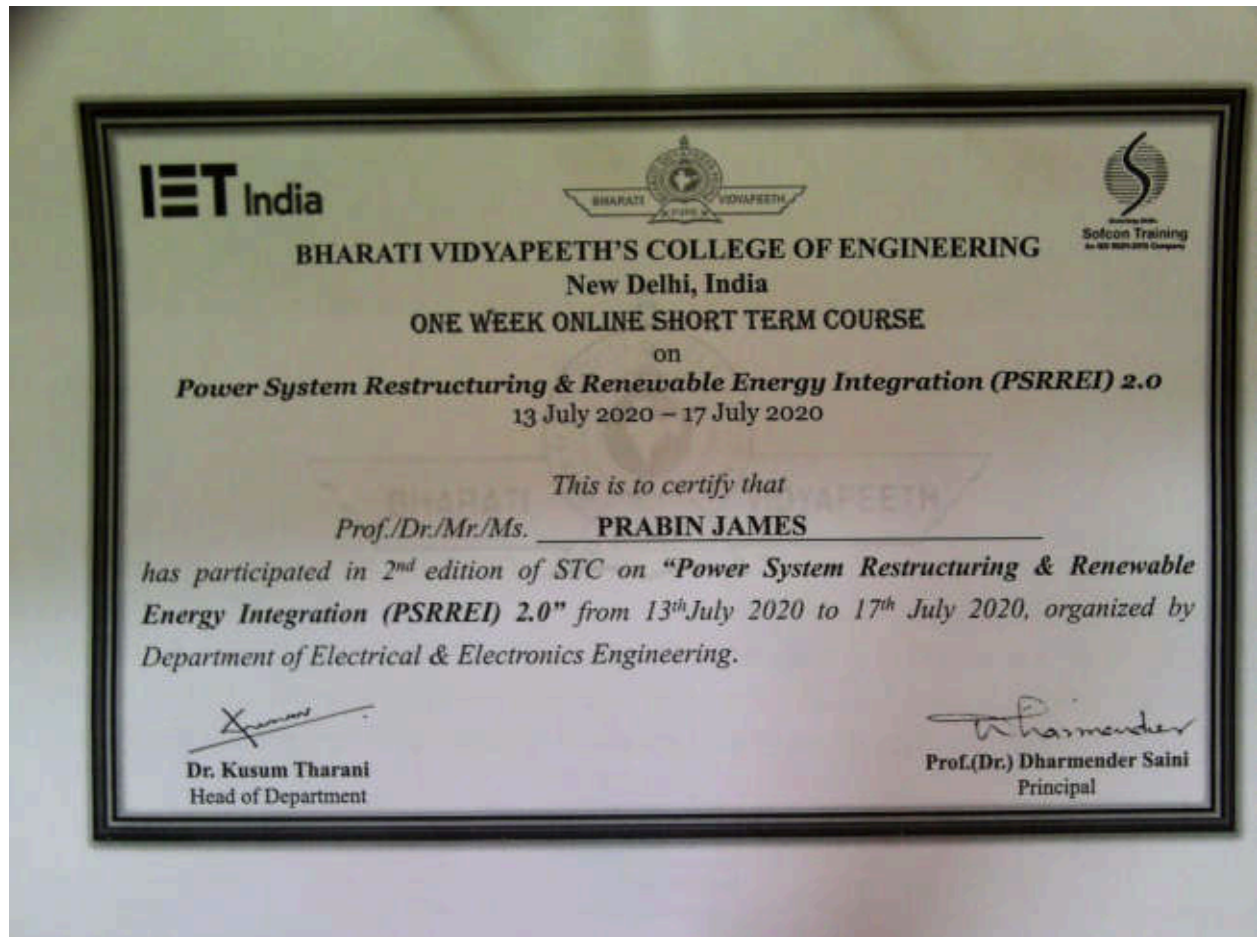 IET India
BHARATI VIDYAPEETH
Sofcon Training
BHARATI VIDYAPEETH'S COLLEGE OF ENGINEERING
New Delhi, India
ONE WEEK ONLINE SHORT TERM COURSE
on
Power System Restructuring & Renewable Energy Integration (PSRREI) 2.0
13 July 2020 – 17 July 2020
This is to certify that
Prof./Dr./Mr./Ms. PRABIN JAMES
has participated in 2nd edition of STC on "Power System Restructuring & Renewable
Energy Integration (PSRREI) 2.0" from 13thJuly 2020 to 17th July 2020, organized by
Department of Electrical & Electronics Engineering.
Dharmender
Dr. Kusum Tharani
Head of Department
Prof.(Dr.) Dharmender Saini
Principal